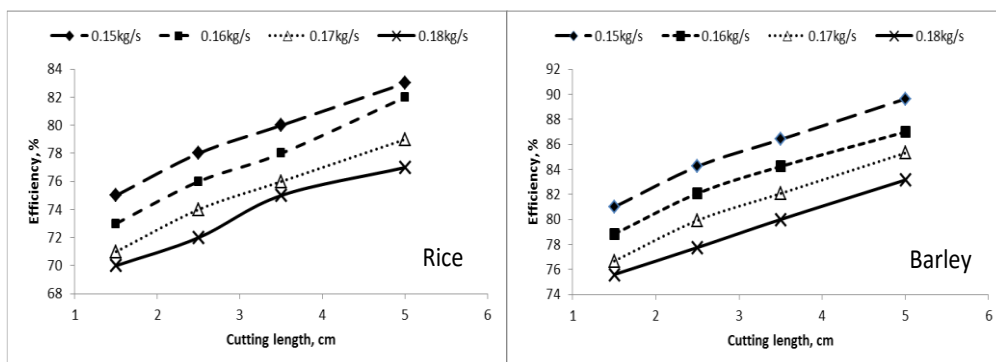 0.15kg/s 0.16kg/s 0.17kg/s 0.18kg/s
84
82
80
78
76
74
72
70
68
Efficiency, %
Rice
1 2 3 4 5 6
Cutting length, cm
0.15kg/s 0.16kg/s 0.17kg/s 0.18kg/s
92
90
88
86
84
82
80
78
76
74
Efficiency, %
Barley
1 2 3 4 5 6
Cutting length, cm